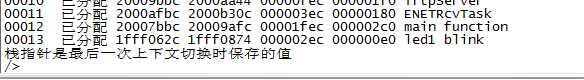 00010 已分配 20009bbc 2000aa44 00000fec 000001f0 TftpServer
00011 已分配 2000afbc 2000b30c 000003ec 00000180 ENETRcvTask
00012 已分配 20007bbc 20009afc 00001fec 000002c0 main function
00013 已分配 1fff062c 1fff0874 000002ec 000000e0 led1 blink
栈指针是最后一次上下文切换时保存的值
/>